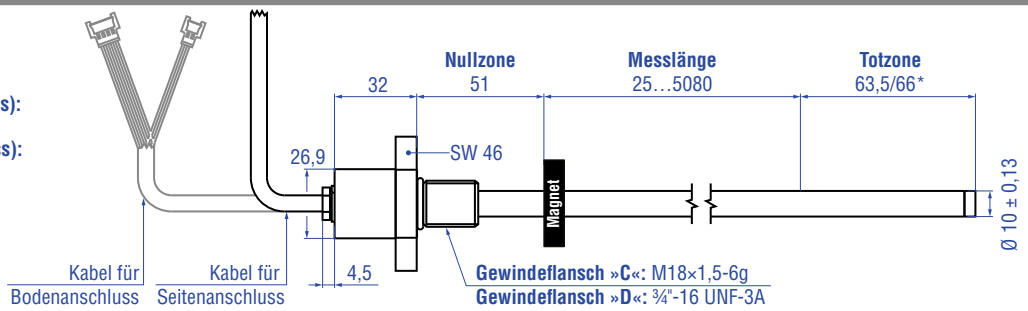 Nullzone
Messlänge
Totzone
32
51
25…5080
63,5/66*
26,9
SW 46
Magnet
Ø 10 ± 0,13
Kabel für
Bodenanschluss
Kabel für
Seitenanschluss
4,5
Gewindeflansch »C«: M18×1,5-6g
Gewindeflansch »D«: ¾"-16 UNF-3A